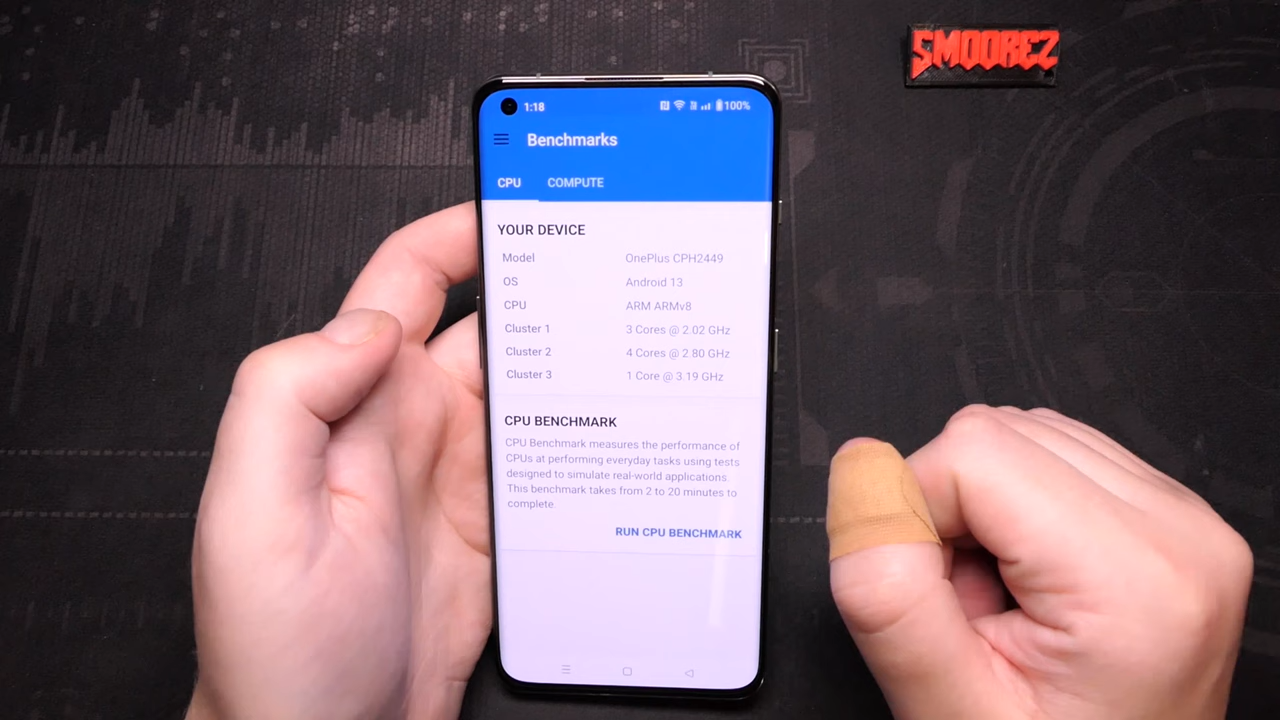 SMOOREZ
1:18
100%
Benchmarks
CPU COMPUTE
YOUR DEVICE
Model OnePlus CPH2449
OS Android 13
CPU ARM ARMv8
Cluster 1 3 Cores @ 2.02 GHz
Cluster 2 4 Cores @ 2.80 GHz
Cluster 3 1 Core @ 3.19 GHz
CPU BENCHMARK
CPU Benchmark measures the performance of
CPUs at performing everyday tasks using tests
designed to simulate real-world applications.
This benchmark takes from 2 to 20 minutes to
complete.
RUN CPU BENCHMARK